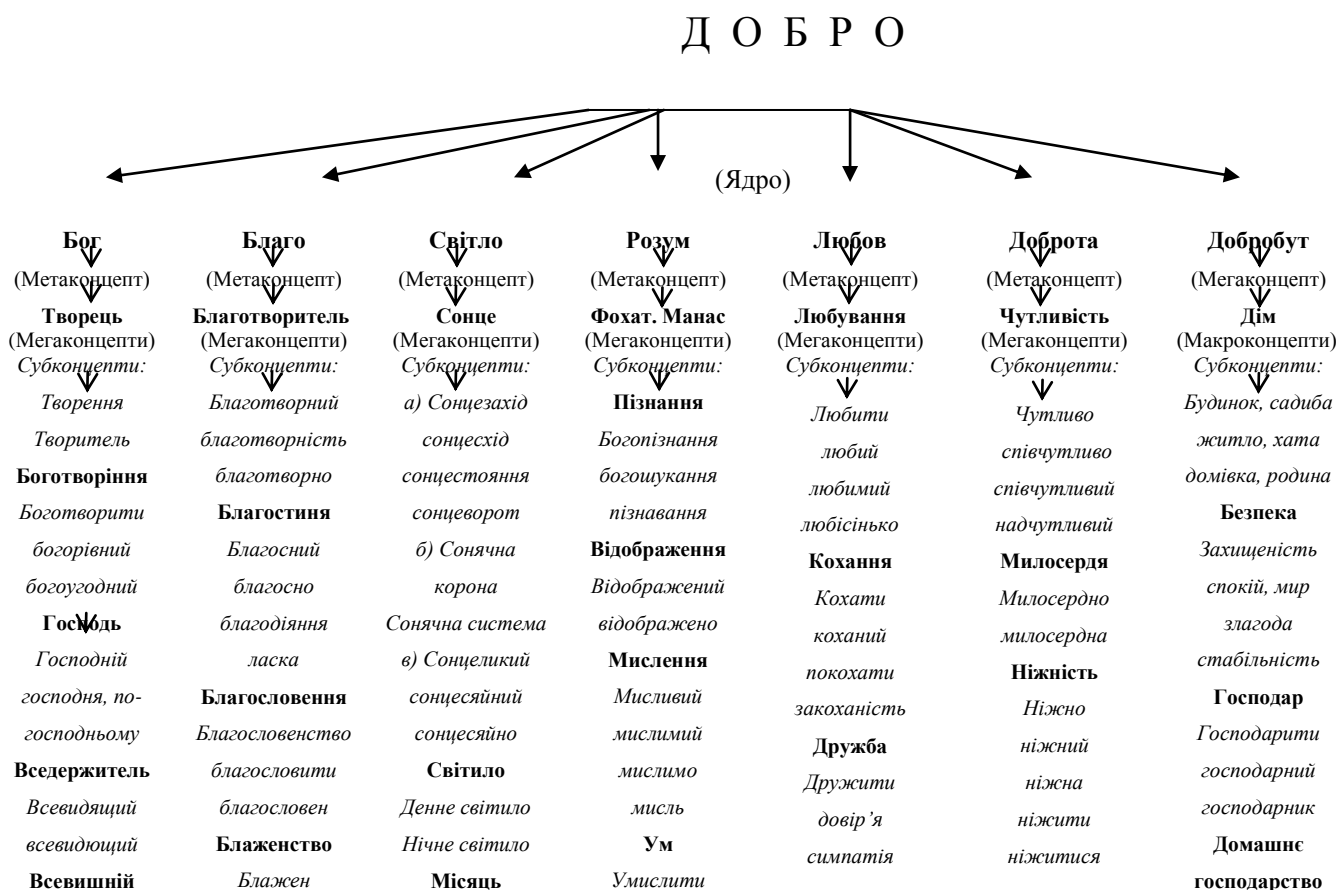 Д О Б Р О
(Ядро)
Бог
(Метаконцепт)
Творець
(Мегаконцепти)
Субконцепти:
Творення
Творитель
Боготворіння
Боготворити
богорівний
богоугодний
Господь
Господній
господня, по-
господньому
Вседержитель
Всевидящий
всевидющий
Всевишній
Благо
(Метаконцепт)
Благотворитель
(Мегаконцепти)
Субконцепти:
Благотворний
благотворність
благотворно
Благостиня
Благосний
благосно
благодіяння
ласка
Благословення
Благословенство
благословити
благословен
Блаженство
Блажен
Світло
(Метаконцепт)
Сонце
(Мегаконцепти)
Субконцепти:
а) Сонцезахід
сонцесхід
сонцестояння
сонцеворот
б) Сонячна
корона
Сонячна система
в) Сонцеликий
сонцесяйний
сонцесяйно
Світило
Денне світило
Нічне світило
Місяць
Розум
(Метаконцепт)
Фохат. Манас
(Мегаконцепти)
Субконцепти:
Пізнання
Богопізнання
богошукання
пізнавання
Відображення
Відображений
відображено
Мислення
Мисливий
мислимий
мислимо
мисль
Ум
Умислити
Любов
(Метаконцепт)
Любування
(Мегаконцепти)
Субконцепти:
Любити
любий
любимий
любісінько
Кохання
Кохати
коханий
покохати
закоханість
Дружба
Дружити
довір’я
симпатія
Доброта
(Метаконцепт)
Чутливість
(Мегаконцепти)
Субконцепти:
Чутливо
співчутливо
співчутливий
надчутливий
Милосердя
Милосердно
милосердна
Ніжність
Ніжно
ніжний
ніжна
ніжити
ніжитися
Добробут
(Мегаконцепт)
Дім
(Макроконцепти)
Субконцепти:
Будинок, садиба
житло, хата
домівка, родина
Безпека
Захищеність
спокій, мир
злагода
стабільність
Господар
Господарити
господарний
господарник
Домашнє
господарство